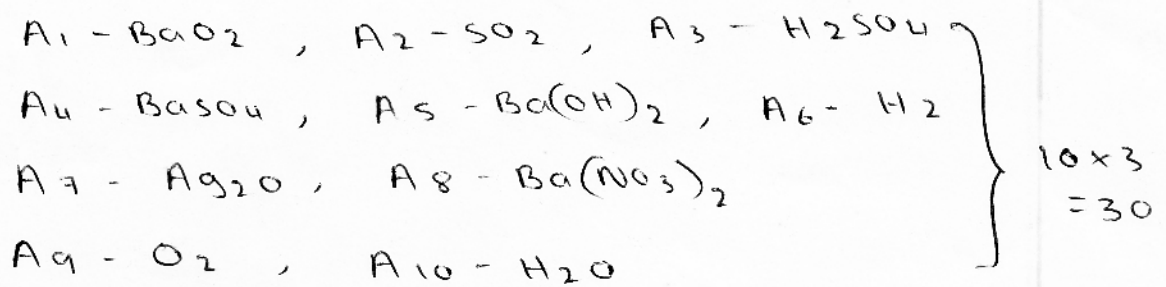 A1 - BaO2 , A2 - SO2 , A3 - H2SO4
A4 - BaSO4 , A5 - Ba(OH)2 , A6 - H2
A7 - Ag2O , A8 - Ba(NO3)2
A9 - O2 , A10 - H2O
10 x 3
= 30